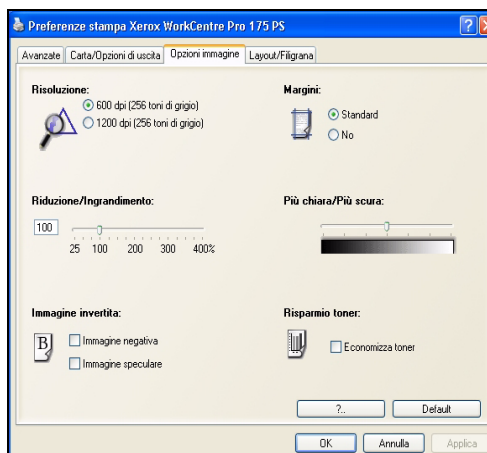 Preferenze stampa Xerox WorkCentre Pro 175 PS
Avanzate Carta/Opzioni di uscita Opzioni immagine Layout/Filigrana
Risoluzione:
600 dpi (256 toni di grigio)
1200 dpi (256 toni di grigio)
Margini:
Standard
No
Riduzione/Ingrandimento:
100
25 100 200 300 400%
Più chiara/Più scura:
Immagine invertita:
B
Immagine negativa
Immagine speculare
Risparmio toner:
Economizza toner
?.. Default
OK Annulla Applica